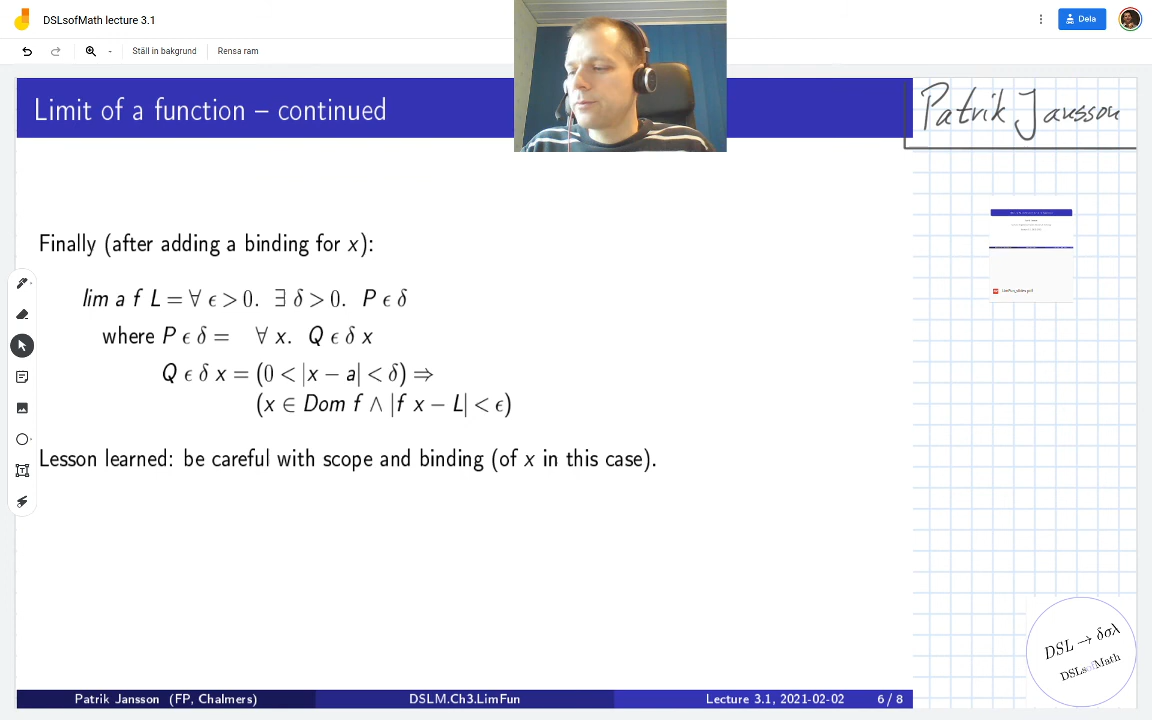 DSLsofMath lecture 3.1
Dela
Ställ in bakgrund
Rensa ram
Limit of a function – continued
Patrik Jansson
Finally (after adding a binding for x):
lim a f L = ∀ ϵ > 0. ∃ δ > 0. P ϵ δ
where P ϵ δ = ∀ x. Q ϵ δ x
Q ϵ δ x = (0 < |x − a| < δ) ⇒
(x ∈ Dom f ∧ |f x − L| < ϵ)
Lesson learned: be careful with scope and binding (of x in this case).
DSL → δσλ
DSLsofMath
Patrik Jansson (FP, Chalmers)
DSLM.Ch3.LimFun
Lecture 3.1, 2021-02-02
6 / 8